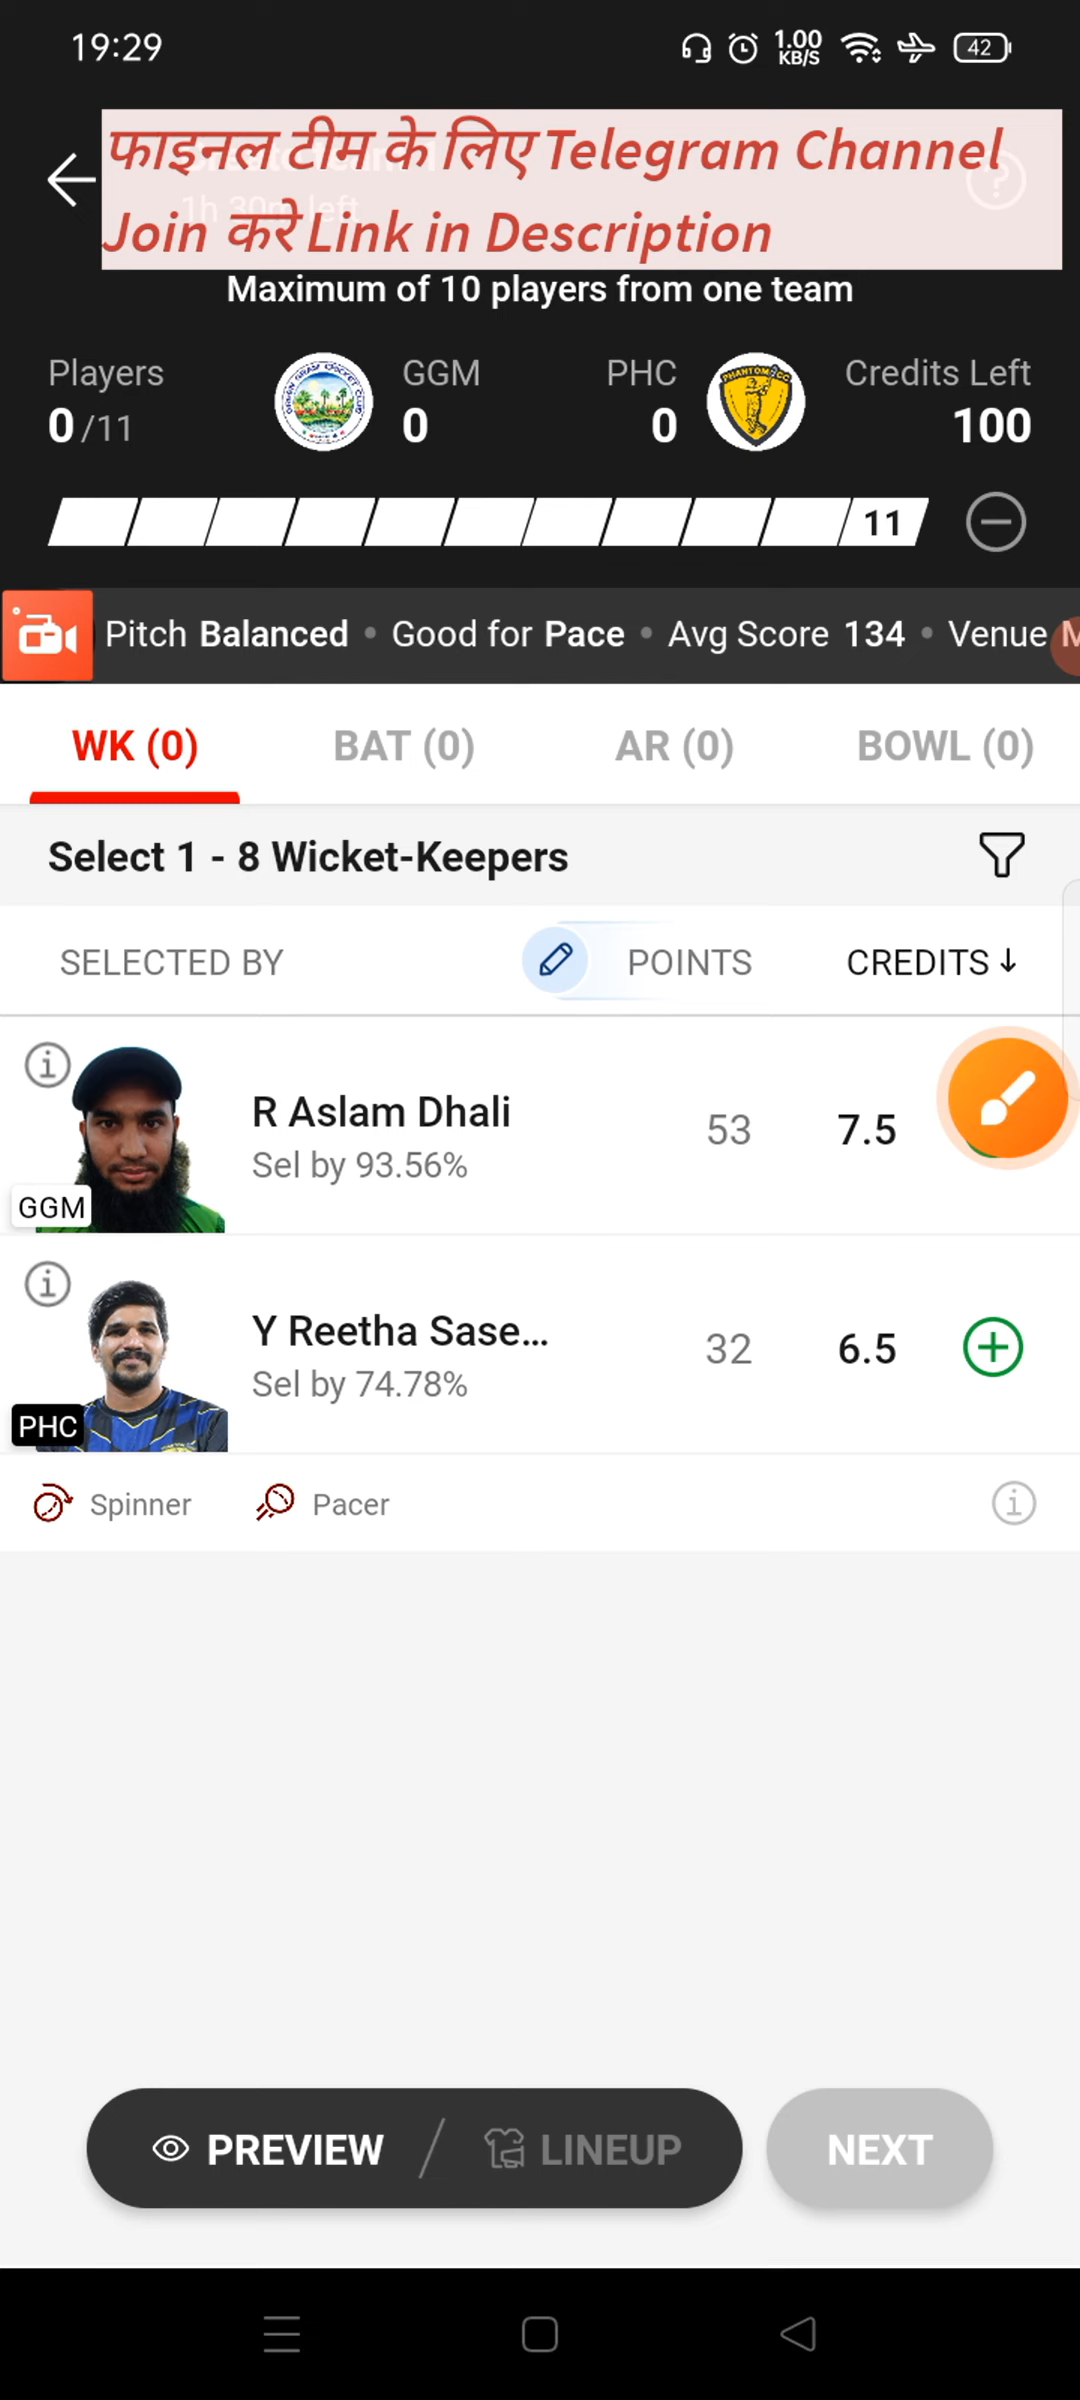 19:29
1.00 KB/S
42
फाइनल टीम के लिए Telegram Channel
Join करे Link in Description
1h 30m left
Maximum of 10 players from one team
Players
0/11
GGM
0
PHC
0
Credits Left
100
11
Pitch Balanced • Good for Pace • Avg Score 134 • Venue M
WK (0)
BAT (0)
AR (0)
BOWL (0)
Select 1 - 8 Wicket-Keepers
SELECTED BY
POINTS
CREDITS ↓
R Aslam Dhali
53
7.5
Sel by 93.56%
GGM
Y Reetha Sase...
32
6.5
Sel by 74.78%
PHC
Spinner
Pacer
PREVIEW
LINEUP
NEXT